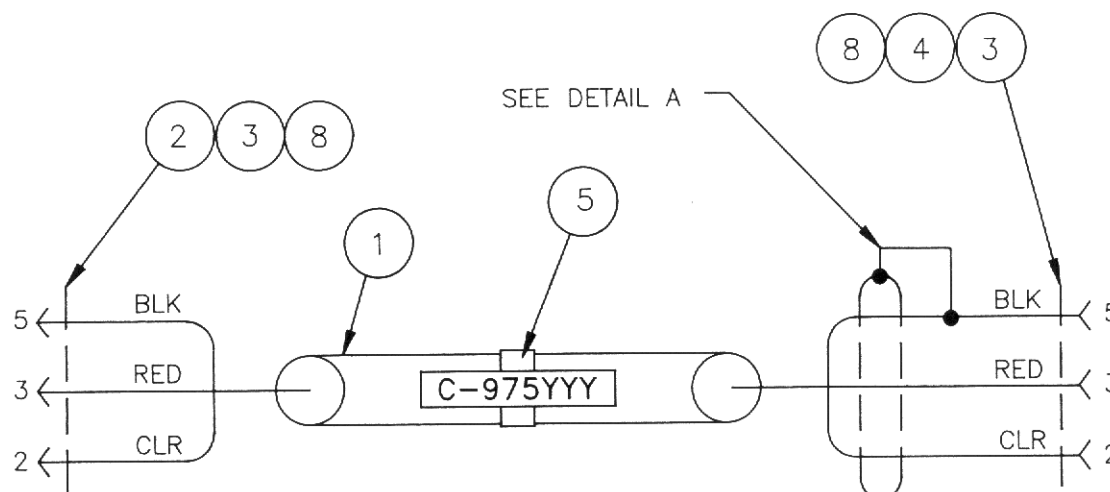 8 4 3
SEE DETAIL A
2 3 8
5
1
5 BLK
BLK 5
3 RED
C-975YYY
RED 3
2 CLR
CLR 2